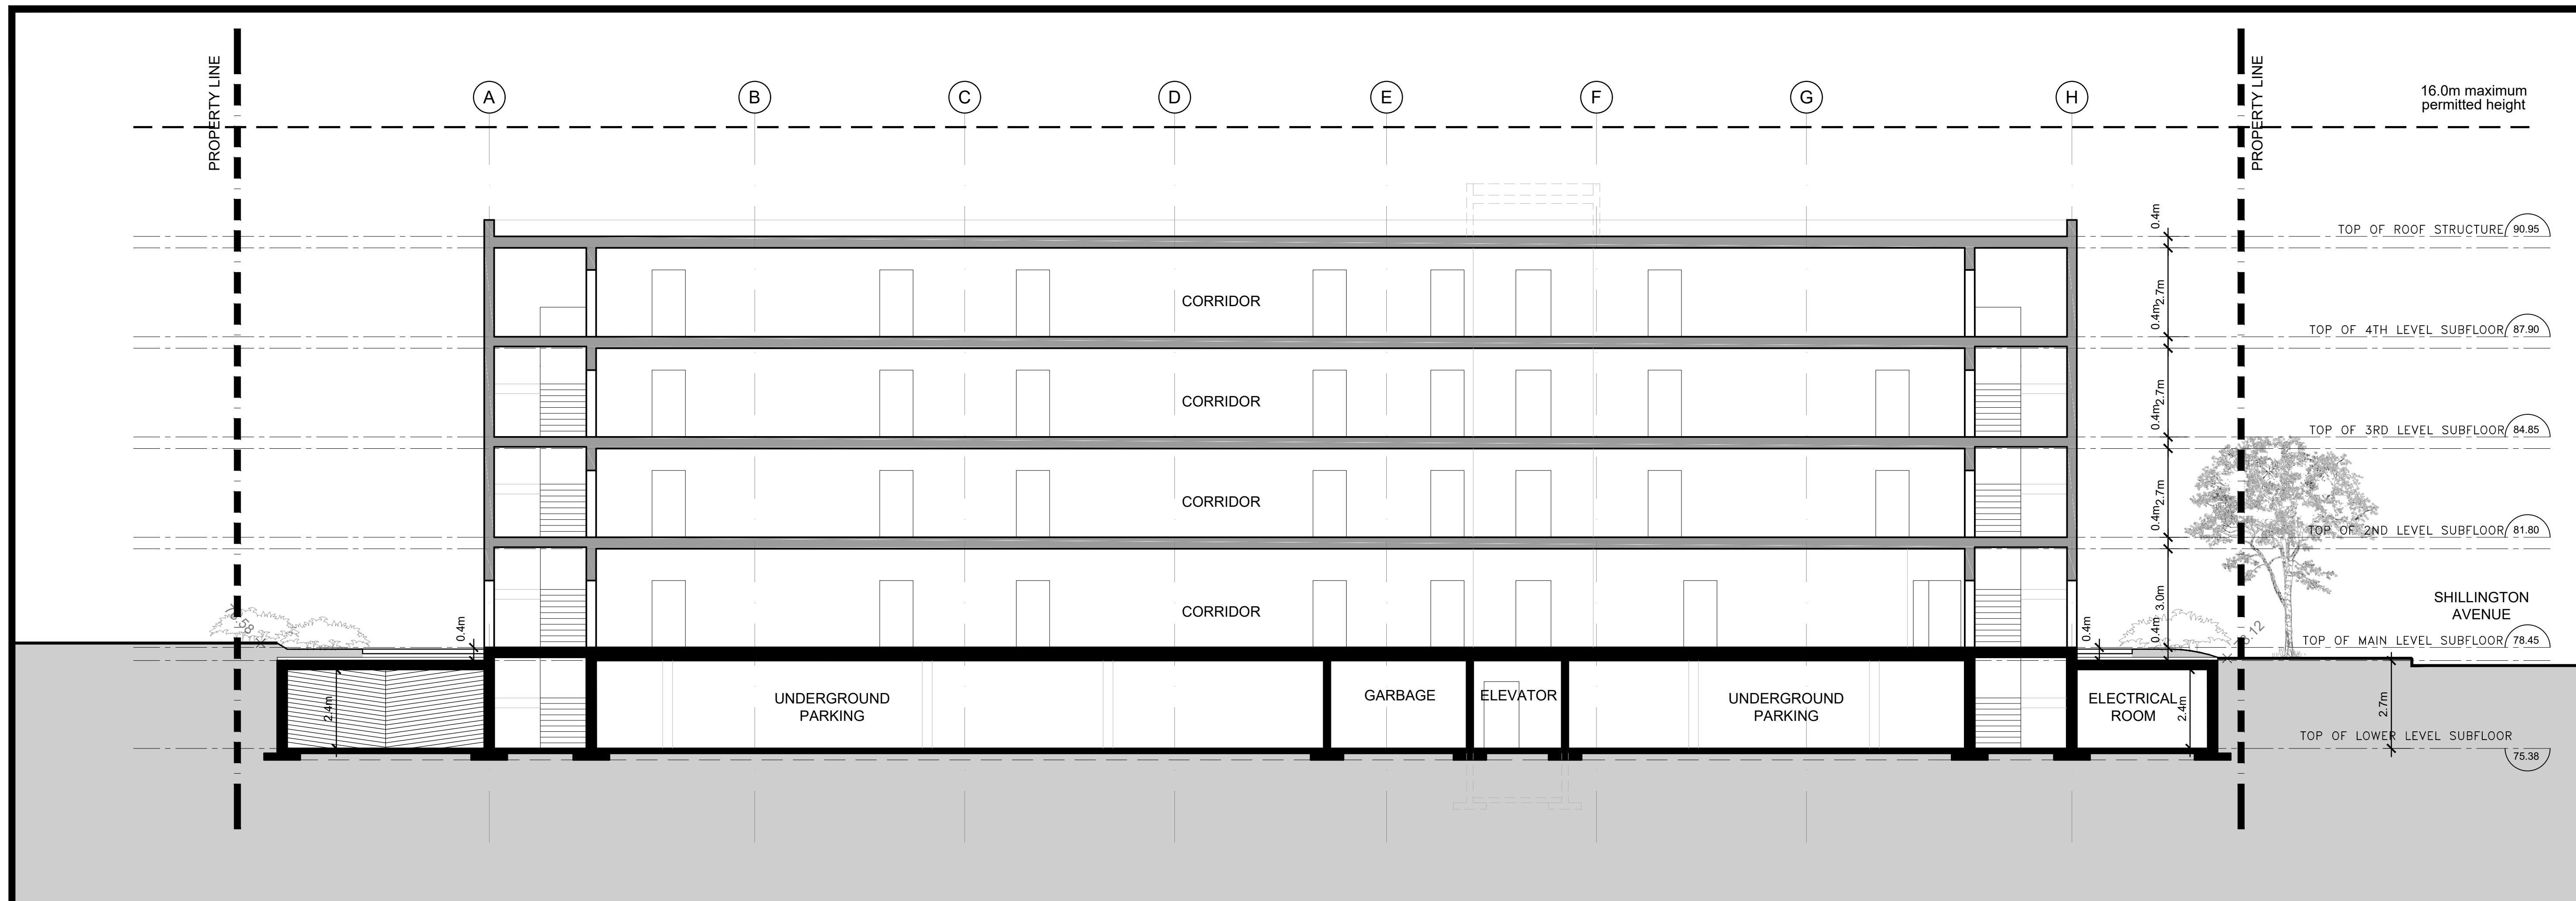 PROPERTY LINE
A
B
C
D
E
F
G
H
PROPERTY LINE
16.0m maximum
permitted height
0.4m
TOP OF ROOF STRUCTURE
90.95
CORRIDOR
2.7m
0.4m
TOP OF 4TH LEVEL SUBFLOOR
87.90
CORRIDOR
2.7m
0.4m
TOP OF 3RD LEVEL SUBFLOOR
84.85
CORRIDOR
2.7m
0.4m
TOP OF 2ND LEVEL SUBFLOOR
81.80
CORRIDOR
3.0m
SHILLINGTON
AVENUE
0.4m
0.4m
0.4m
TOP OF MAIN LEVEL SUBFLOOR
78.45
2.4m
UNDERGROUND
PARKING
GARBAGE
ELEVATOR
UNDERGROUND
PARKING
ELECTRICAL
ROOM
2.4m
2.7m
TOP OF LOWER LEVEL SUBFLOOR
75.38